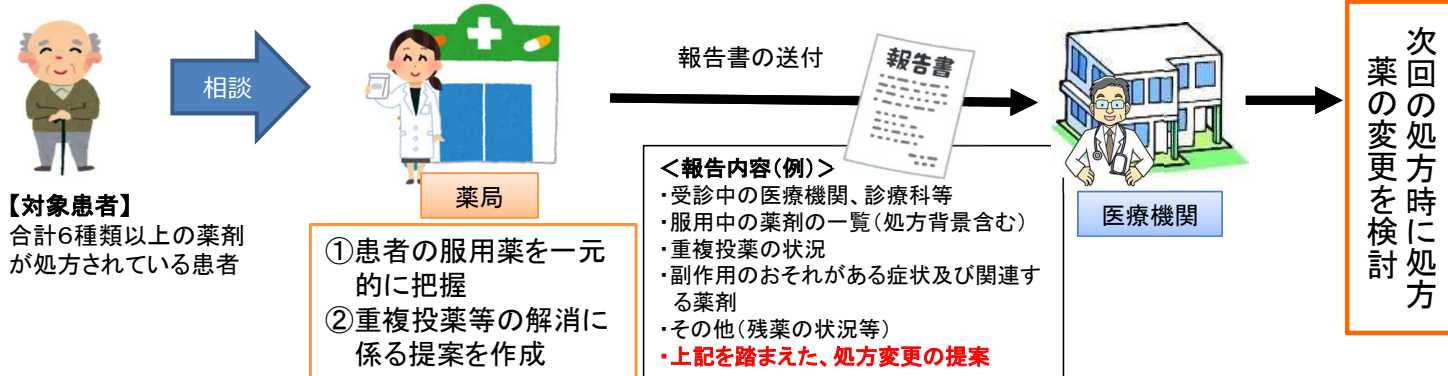 相談
【対象患者】
合計6種類以上の薬剤
が処方されている患者
薬局
①患者の服用薬を一元
的に把握
②重複投薬等の解消に
係る提案を作成
報告書の送付
報告書
<報告内容(例)>
・受診中の医療機関、診療科等
・服用中の薬剤の一覧(処方背景含む)
・重複投薬の状況
・副作用のおそれがある症状及び関連す
る薬剤
・その他(残薬の状況等)
・上記を踏まえた、処方変更の提案
医療機関
次回の処方時に処方
薬の変更を検討